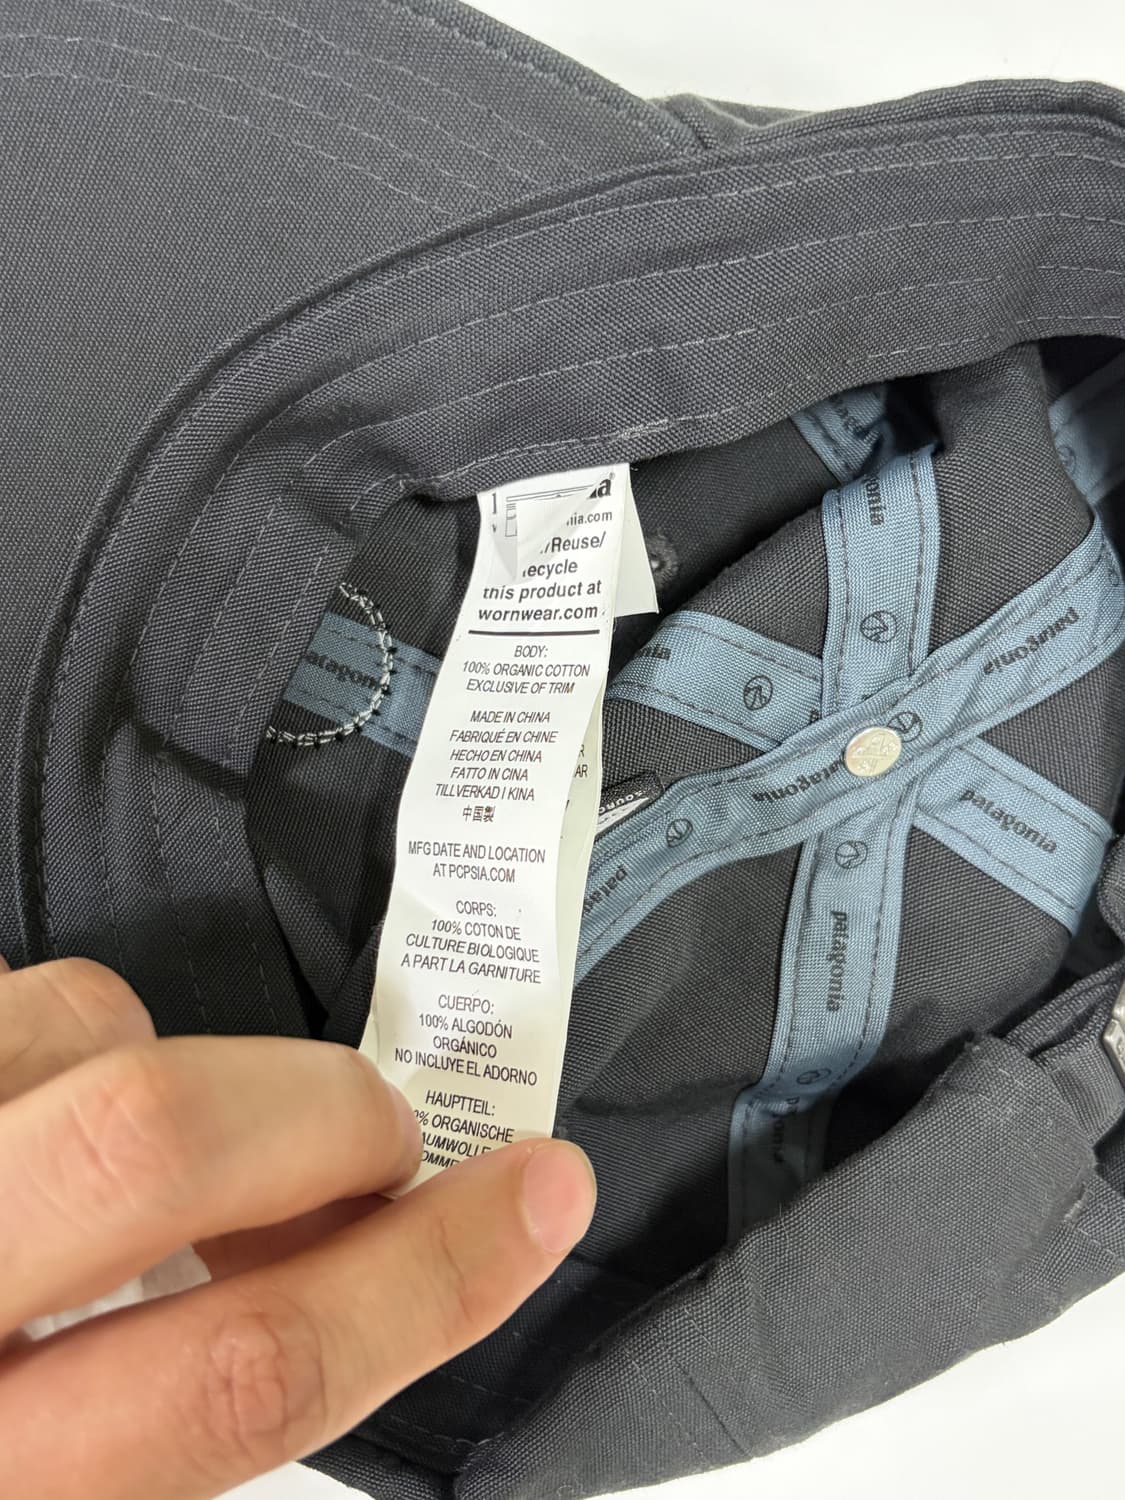 a
nia.com
/Reuse/
ecycle
this product at
wornwear.com
BODY:
100% ORGANIC COTTON
EXCLUSIVE OF TRIM
MADE IN CHINA
FABRIQUÉ EN CHINE
HECHO EN CHINA
FATTO IN CINA
TILLVERKAD I KINA
中国製
MFG DATE AND LOCATION
AT PCPSIA.COM
CORPS:
100% COTON DE
CULTURE BIOLOGIQUE
A PART LA GARNITURE
CUERPO:
100% ALGODÓN
ORGÁNICO
NO INCLUYE EL ADORNO
HAUPTTEIL:
% ORGANISCHE
AUMWOLLE
patagonia
patagonia
patagonia
patagonia
patagonia
patagonia